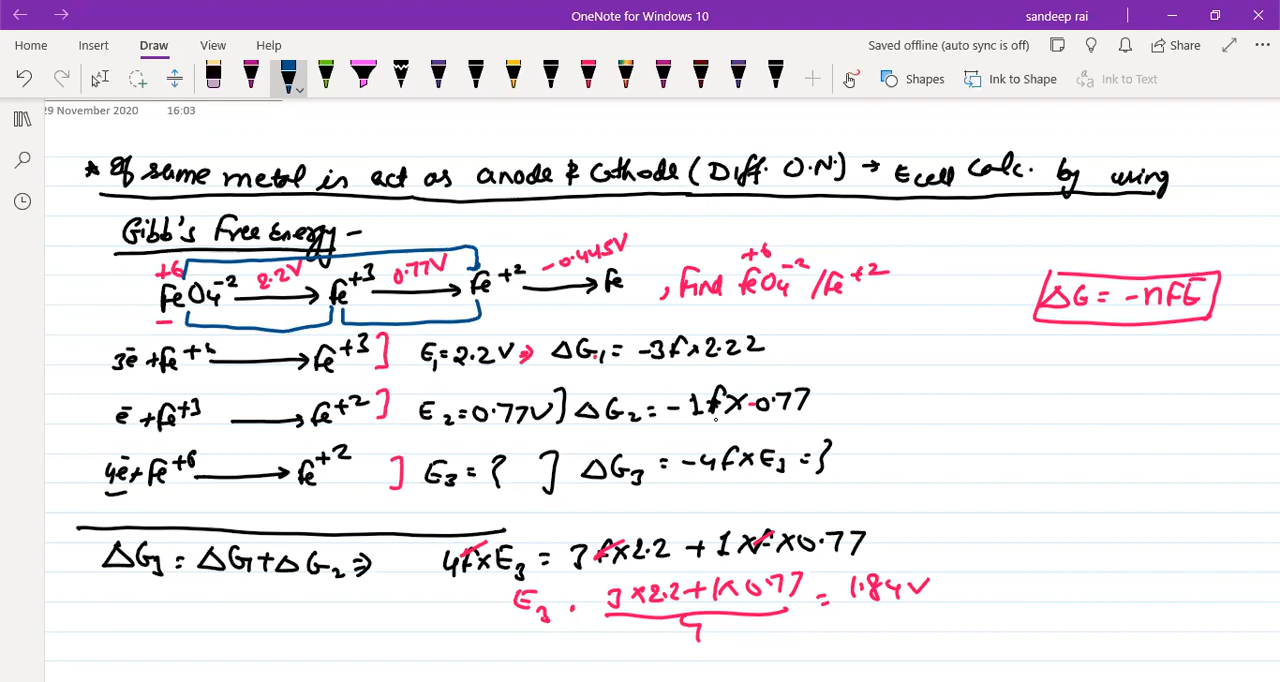 OneNote for Windows 10
sandeep rai
Home Insert Draw View Help
Saved offline (auto sync is off) Share
Shapes Ink to Shape Ink to Text
29 November 2020 16:03
* If same metal is act as anode & Cathode (Diff. O.N.) → Ecell Calc. by using
Gibb's Free Energy -
+6 2.2V 0.77V -0.445V +6
FeO4⁻² → Fe⁺³ → Fe⁺² → Fe , Find FeO4⁻²/Fe⁺² ΔG = -nFE
3e⁻ + Fe⁺⁶ → Fe⁺³ ] E₁ = 2.2V ⇒ ΔG₁ = -3F×2.22
e⁻ + Fe⁺³ → Fe⁺² ] E₂ = 0.77V ] ΔG₂ = -1F×-0.77
4e⁻ + Fe⁺⁶ → Fe⁺² ] E₃ = ? ] ΔG₃ = -4F×E₃ = ?
ΔG₃ = ΔG₁ + ΔG₂ ⇒ 4F×E₃ = 3F×2.2 + 1×F×0.77
E₃ = 3×2.2+1×0.77 = 1.84V
4